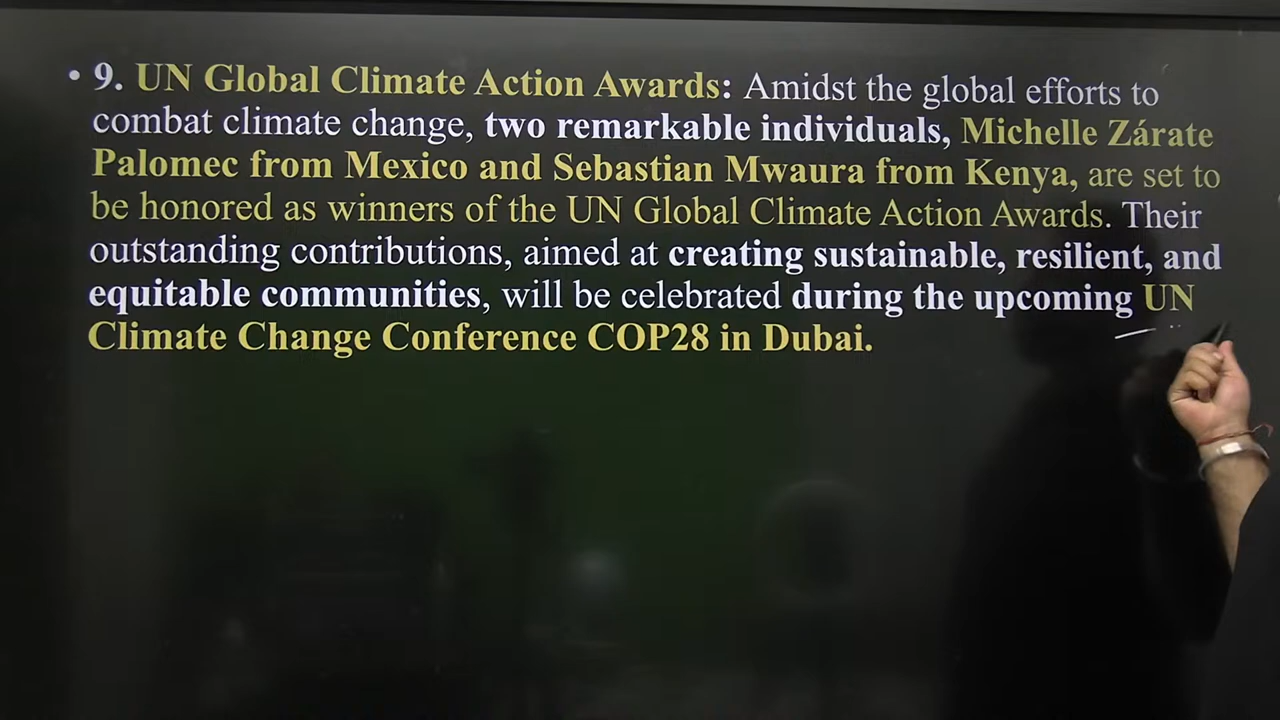 • 9. UN Global Climate Action Awards: Amidst the global efforts to
combat climate change, two remarkable individuals, Michelle Zárate
Palomec from Mexico and Sebastian Mwaura from Kenya, are set to
be honored as winners of the UN Global Climate Action Awards. Their
outstanding contributions, aimed at creating sustainable, resilient, and
equitable communities, will be celebrated during the upcoming UN
Climate Change Conference COP28 in Dubai.